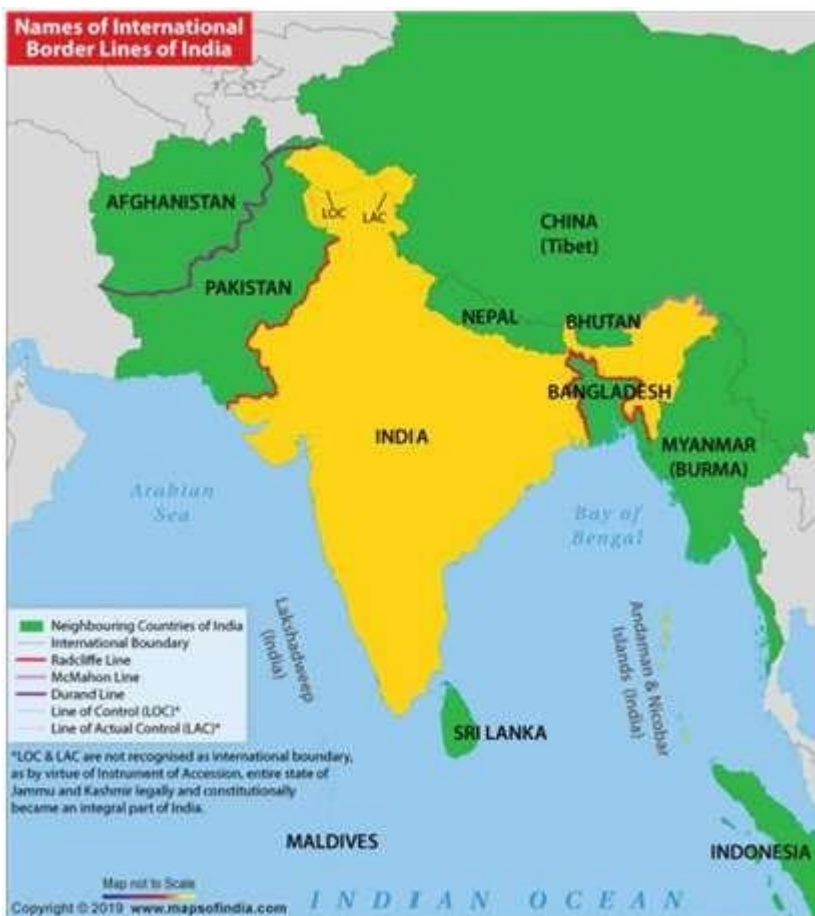 Names of International
Border Lines of India
AFGHANISTAN
LOC
LAC
CHINA
(Tibet)
PAKISTAN
NEPAL
BHUTAN
BANGLADESH
INDIA
MYANMAR
(BURMA)
Arabian
Sea
Bay of
Bengal
Lakshadweep
(India)
Andaman & Nicobar
Islands (India)
Neighbouring Countries of India
International Boundary
Radcliffe Line
McMahon Line
Durand Line
Line of Control (LOC)*
Line of Actual Control (LAC)*
SRI LANKA
*LOC & LAC are not recognised as international boundary,
as by virtue of Instrument of Accession, entire state of
Jammu and Kashmir legally and constitutionally
became an integral part of India.
MALDIVES
INDONESIA
Map not to Scale
Copyright © 2019 www.mapsofindia.com
INDIAN OCEAN